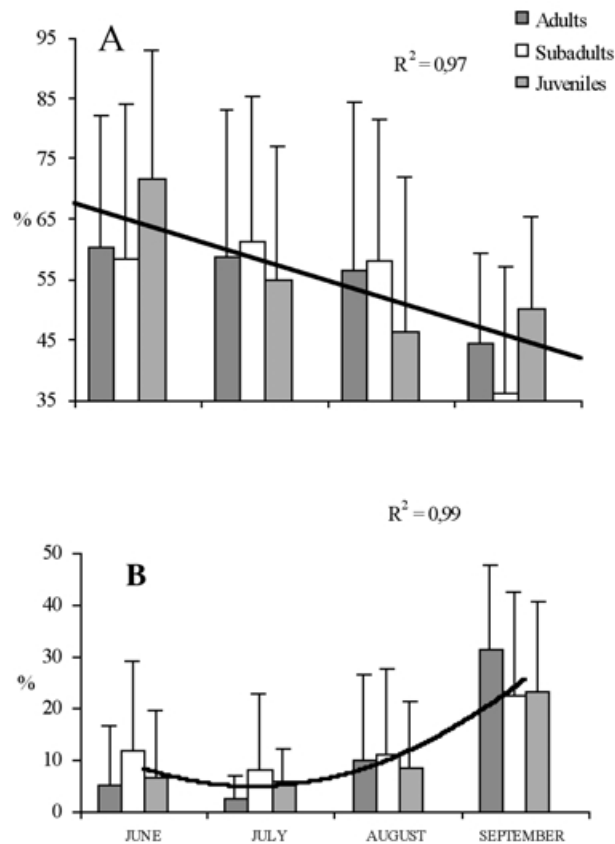 A
Adults
Subadults
Juveniles
R² = 0,97
95
85
75
% 65
55
45
35
R² = 0,99
B
50
40
30
%
20
10
0
JUNE JULY AUGUST SEPTEMBER